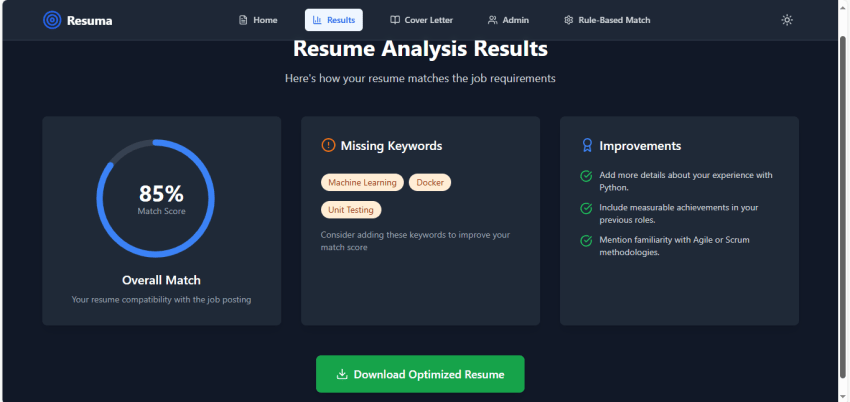 Resuma
Home
Results
Cover Letter
Admin
Rule-Based Match
Resume Analysis Results
Here's how your resume matches the job requirements
85%
Match Score
Overall Match
Your resume compatibility with the job posting
Missing Keywords
Machine Learning
Docker
Unit Testing
Consider adding these keywords to improve your
match score
Improvements
Add more details about your experience with
Python.
Include measurable achievements in your
previous roles.
Mention familiarity with Agile or Scrum
methodologies.
Download Optimized Resume